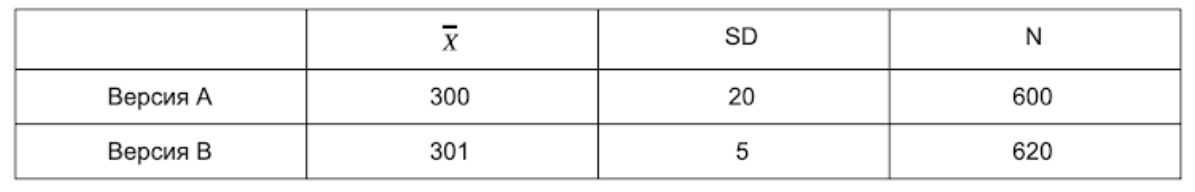 X̄ SD N
Версия А 300 20 600
Версия В 301 5 620